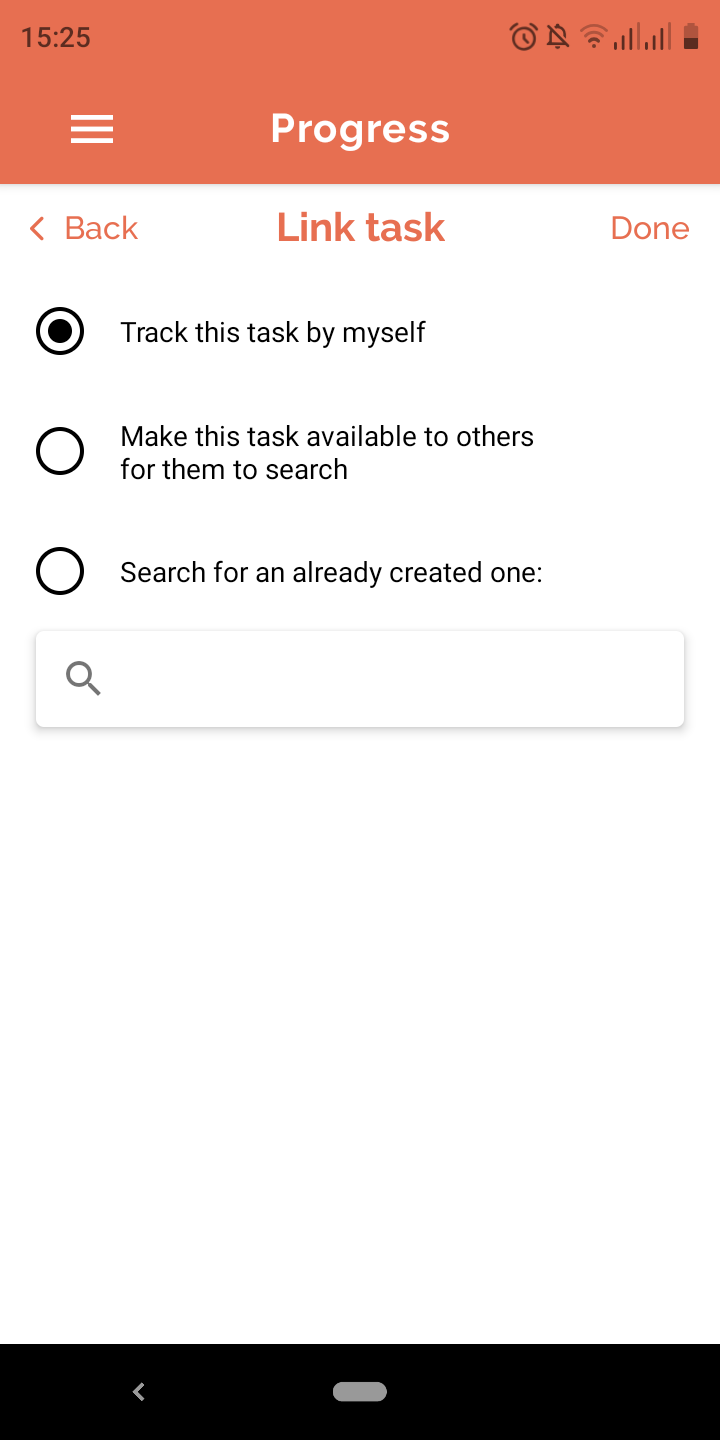 15:25
Progress
Back
Link task
Done
Track this task by myself
Make this task available to others
for them to search
Search for an already created one: